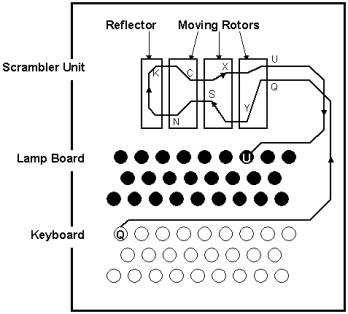 Reflector
Moving Rotors
Scrambler Unit
K
C
X
U
Q
S
Y
N
Lamp Board
U
Keyboard
Q